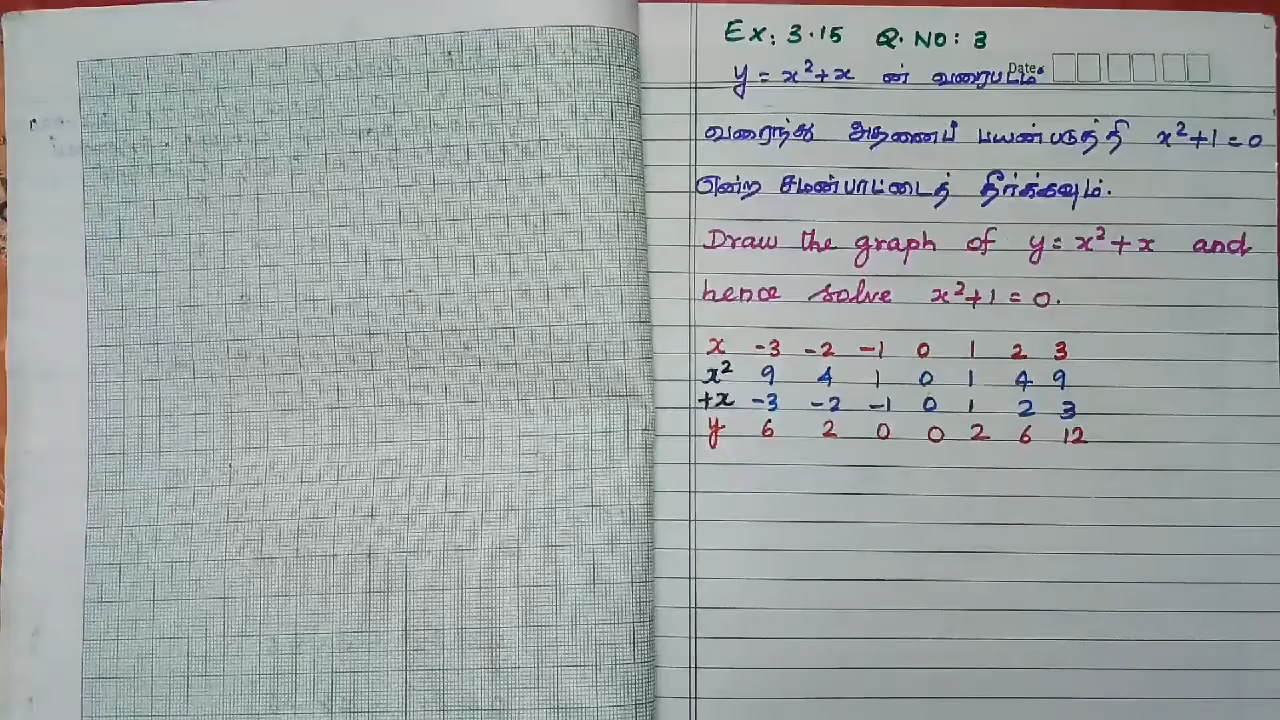 Ex: 3.15 Q. NO: 3
Date
y = x²+x ன் வரைபடம்
வரைந்து அதனைப் பயன்படுத்தி x²+1=0
என்ற சமன்பாட்டைத் தீர்க்கவும்.
Draw the graph of y = x²+x and
hence solve x²+1 = 0.
x -3 -2 -1 0 1 2 3
x² 9 4 1 0 1 4 9
+x -3 -2 -1 0 1 2 3
y 6 2 0 0 2 6 12